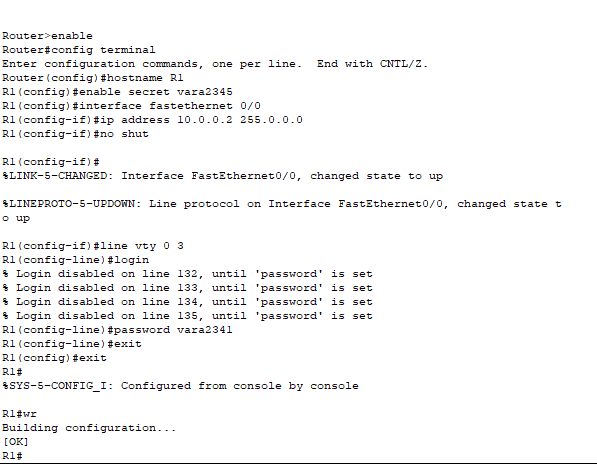 Router>enable
Router#config terminal
Enter configuration commands, one per line.  End with CNTL/Z.
Router(config)#hostname R1
R1(config)#enable secret vara2345
R1(config)#interface fastethernet 0/0
R1(config-if)#ip address 10.0.0.2 255.0.0.0
R1(config-if)#no shut
R1(config-if)#
%LINK-5-CHANGED: Interface FastEthernet0/0, changed state to up
%LINEPROTO-5-UPDOWN: Line protocol on Interface FastEthernet0/0, changed state t
o up
R1(config-if)#line vty 0 3
R1(config-line)#login
% Login disabled on line 132, until 'password' is set
% Login disabled on line 133, until 'password' is set
% Login disabled on line 134, until 'password' is set
% Login disabled on line 135, until 'password' is set
R1(config-line)#password vara2341
R1(config-line)#exit
R1(config)#exit
R1#
%SYS-5-CONFIG_I: Configured from console by console
R1#wr
Building configuration...
[OK]
R1#